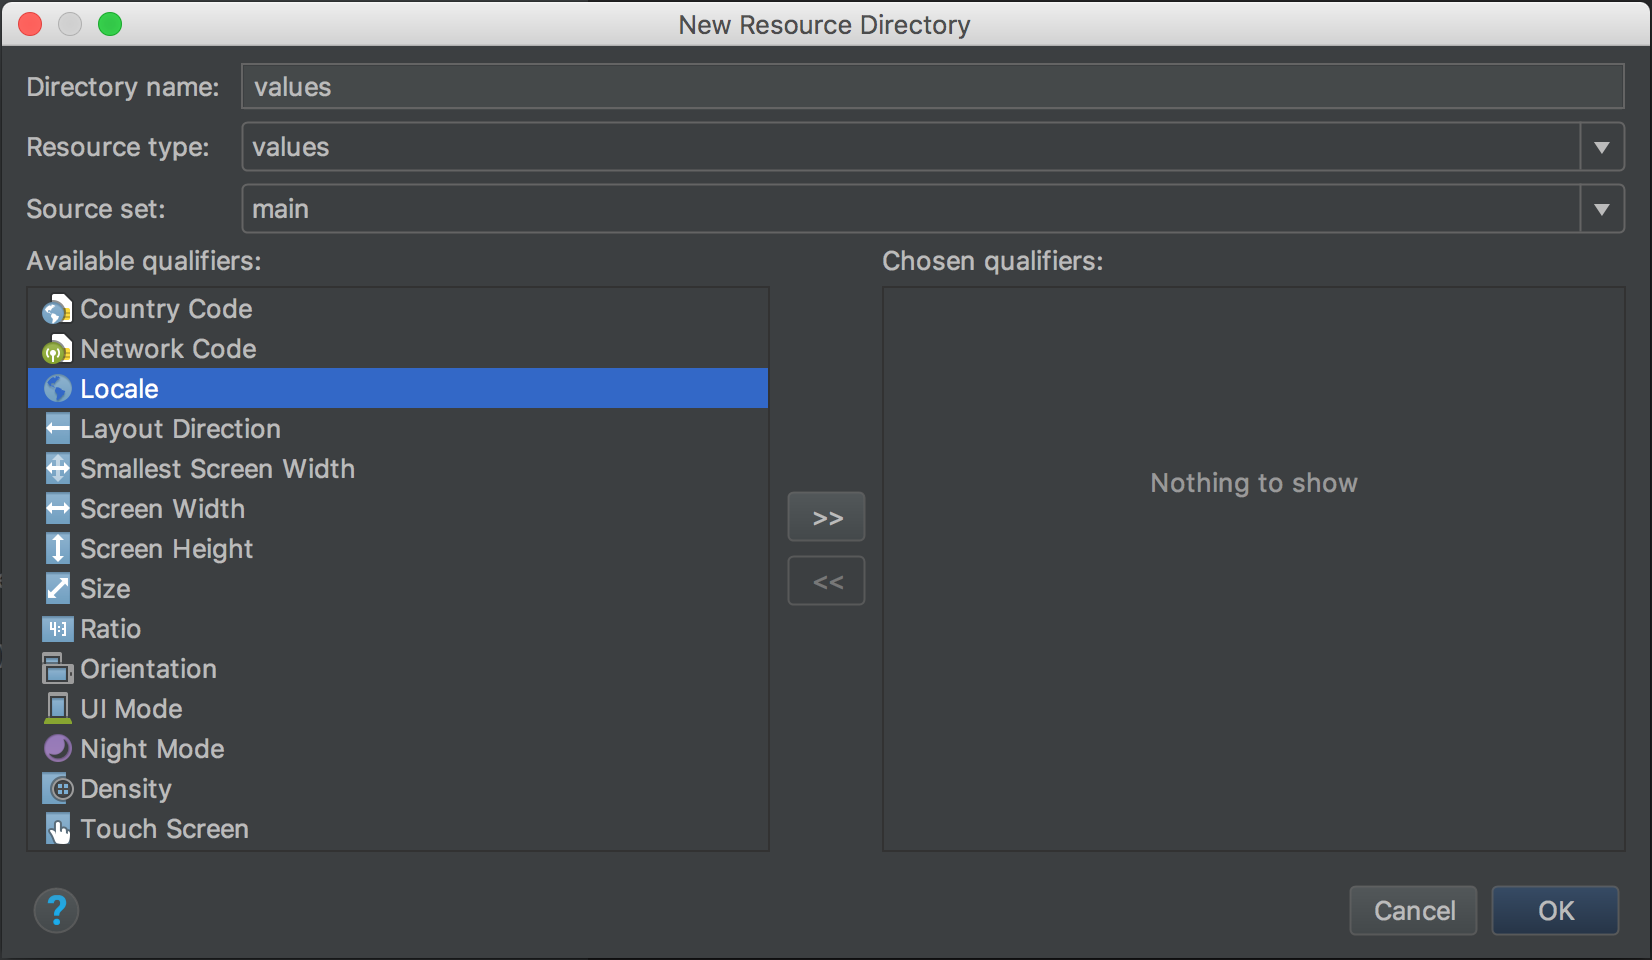 New Resource Directory
Directory name: values
Resource type: values
Source set: main
Available qualifiers:
Country Code
Network Code
Locale
Layout Direction
Smallest Screen Width
Screen Width
Screen Height
Size
4:3 Ratio
Orientation
UI Mode
Night Mode
Density
Touch Screen
>>
<<
Chosen qualifiers:
Nothing to show
?
Cancel
OK